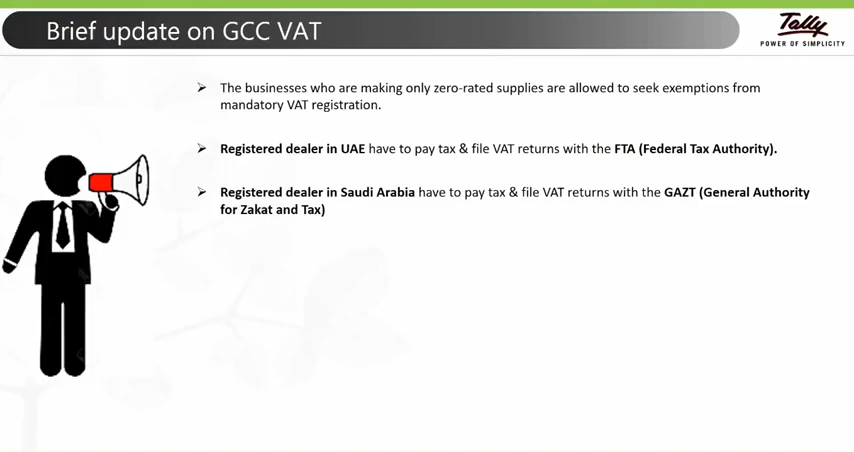 Brief update on GCC VAT
Tally
POWER OF SIMPLICITY
➢ The businesses who are making only zero-rated supplies are allowed to seek exemptions from
mandatory VAT registration.
➢ Registered dealer in UAE have to pay tax & file VAT returns with the FTA (Federal Tax Authority).
➢ Registered dealer in Saudi Arabia have to pay tax & file VAT returns with the GAZT (General Authority
for Zakat and Tax)